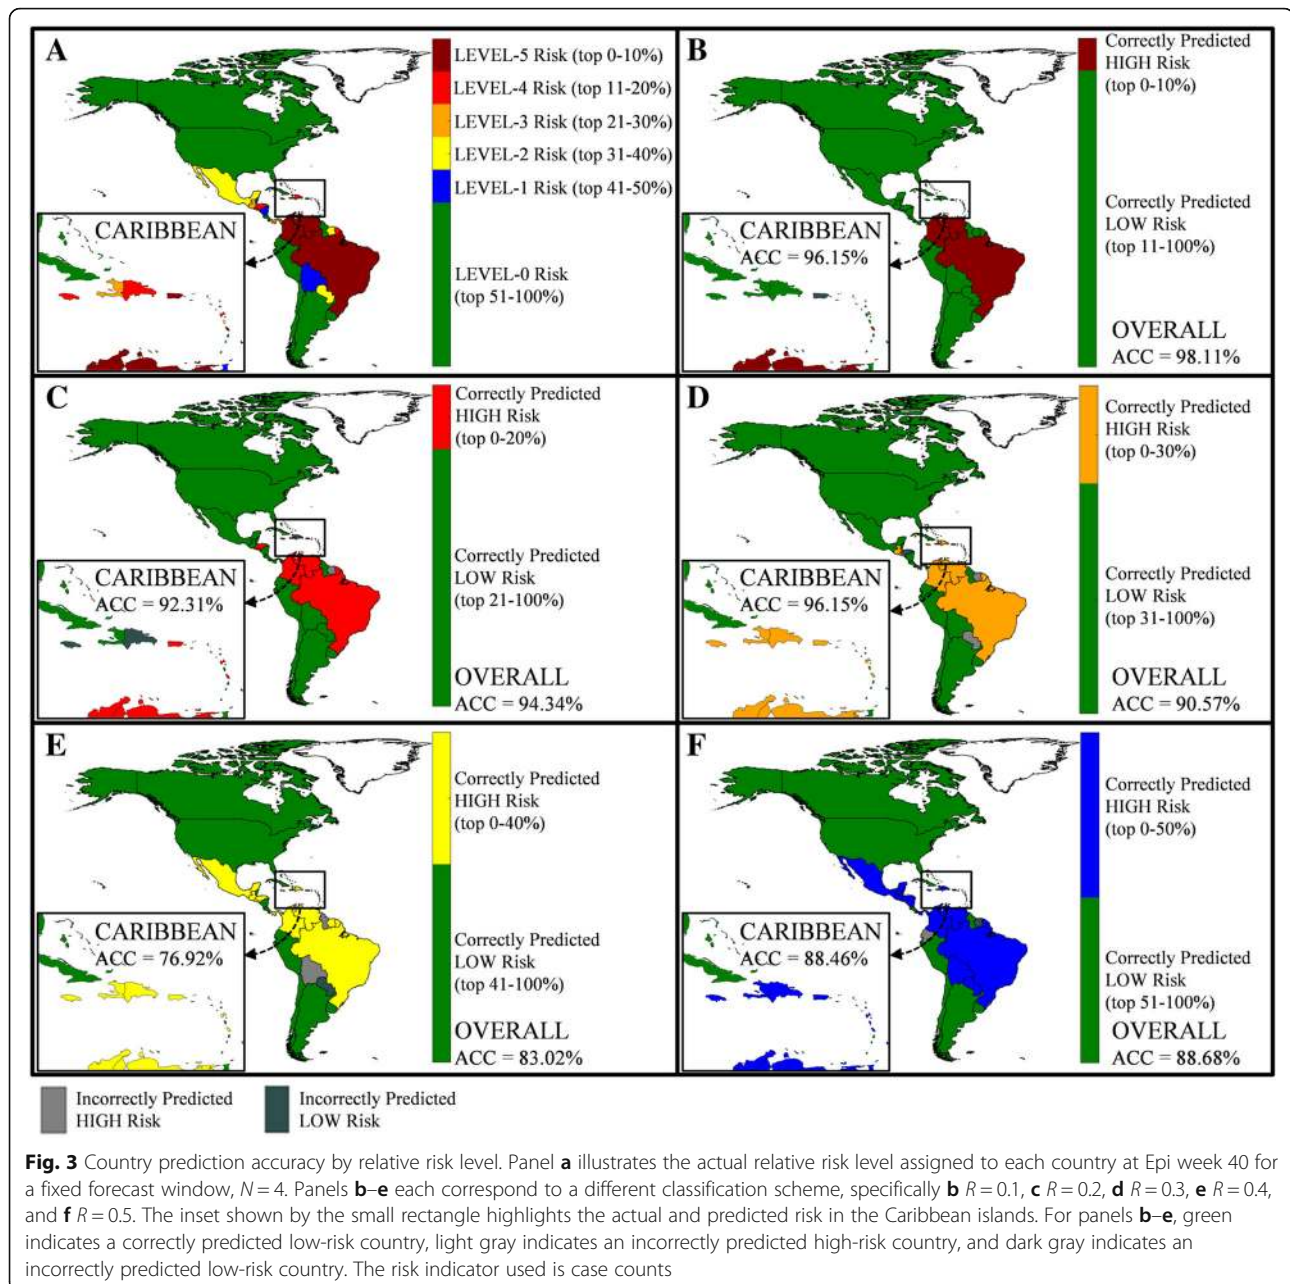 A
LEVEL-5 Risk (top 0-10%)
LEVEL-4 Risk (top 11-20%)
LEVEL-3 Risk (top 21-30%)
LEVEL-2 Risk (top 31-40%)
LEVEL-1 Risk (top 41-50%)
LEVEL-0 Risk
(top 51-100%)
CARIBBEAN
B
Correctly Predicted
HIGH Risk
(top 0-10%)
Correctly Predicted
LOW Risk
(top 11-100%)
CARIBBEAN
ACC = 96.15%
OVERALL
ACC = 98.11%
C
Correctly Predicted
HIGH Risk
(top 0-20%)
Correctly Predicted
LOW Risk
(top 21-100%)
CARIBBEAN
ACC = 92.31%
OVERALL
ACC = 94.34%
D
Correctly Predicted
HIGH Risk
(top 0-30%)
Correctly Predicted
LOW Risk
(top 31-100%)
CARIBBEAN
ACC = 96.15%
OVERALL
ACC = 90.57%
E
Correctly Predicted
HIGH Risk
(top 0-40%)
Correctly Predicted
LOW Risk
(top 41-100%)
CARIBBEAN
ACC = 76.92%
OVERALL
ACC = 83.02%
F
Correctly Predicted
HIGH Risk
(top 0-50%)
Correctly Predicted
LOW Risk
(top 51-100%)
CARIBBEAN
ACC = 88.46%
OVERALL
ACC = 88.68%
Incorrectly Predicted
HIGH Risk
Incorrectly Predicted
LOW Risk
Fig. 3 Country prediction accuracy by relative risk level. Panel a illustrates the actual relative risk level assigned to each country at Epi week 40 for
a fixed forecast window, N = 4. Panels b–e each correspond to a different classification scheme, specifically b R = 0.1, c R = 0.2, d R = 0.3, e R = 0.4,
and f R = 0.5. The inset shown by the small rectangle highlights the actual and predicted risk in the Caribbean islands. For panels b–e, green
indicates a correctly predicted low-risk country, light gray indicates an incorrectly predicted high-risk country, and dark gray indicates an
incorrectly predicted low-risk country. The risk indicator used is case counts